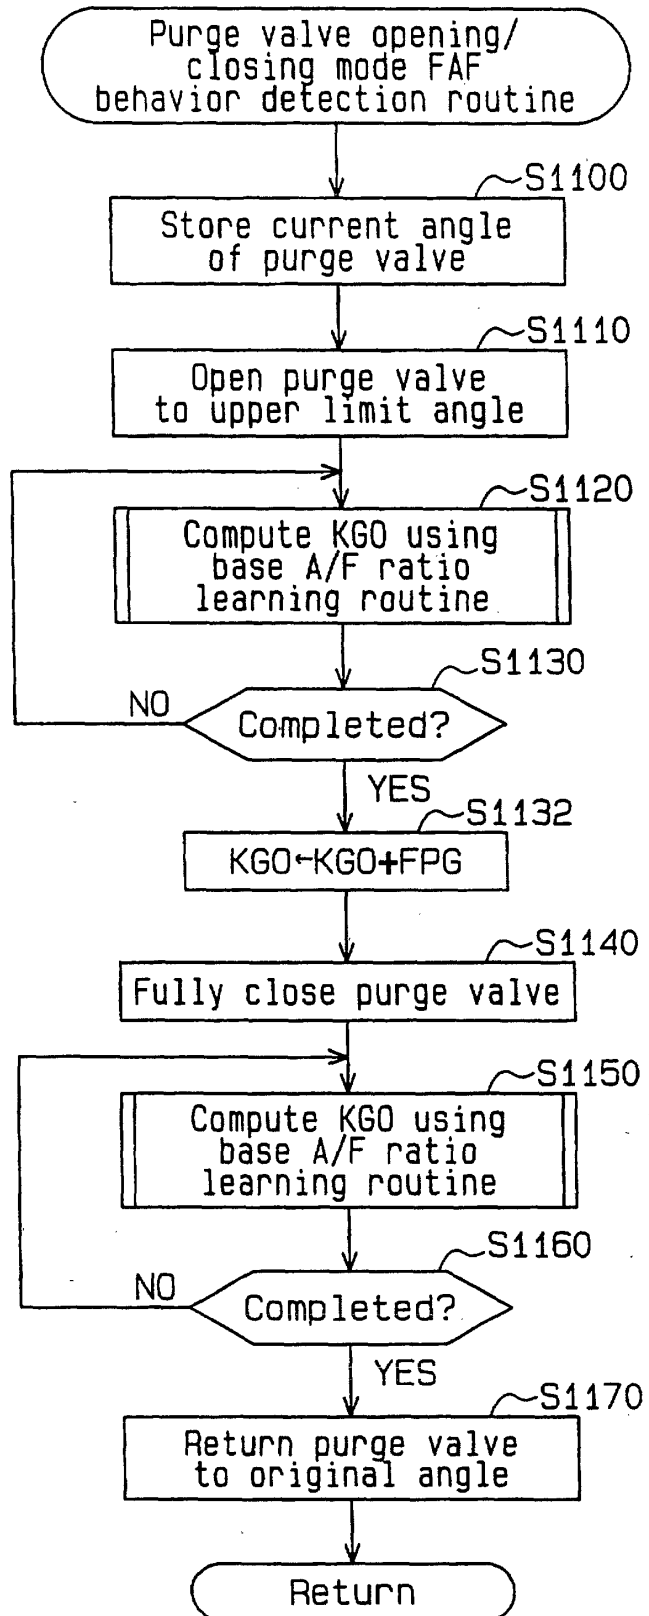 Purge valve opening/
closing mode FAF
behavior detection routine
S1100
Store current angle
of purge valve
S1110
Open purge valve
to upper limit angle
S1120
Compute KGO using
base A/F ratio
learning routine
S1130
Completed?
NO
YES
S1132
KGO←KGO+FPG
S1140
Fully close purge valve
S1150
Compute KGO using
base A/F ratio
learning routine
S1160
Completed?
NO
YES
S1170
Return purge valve
to original angle
Return